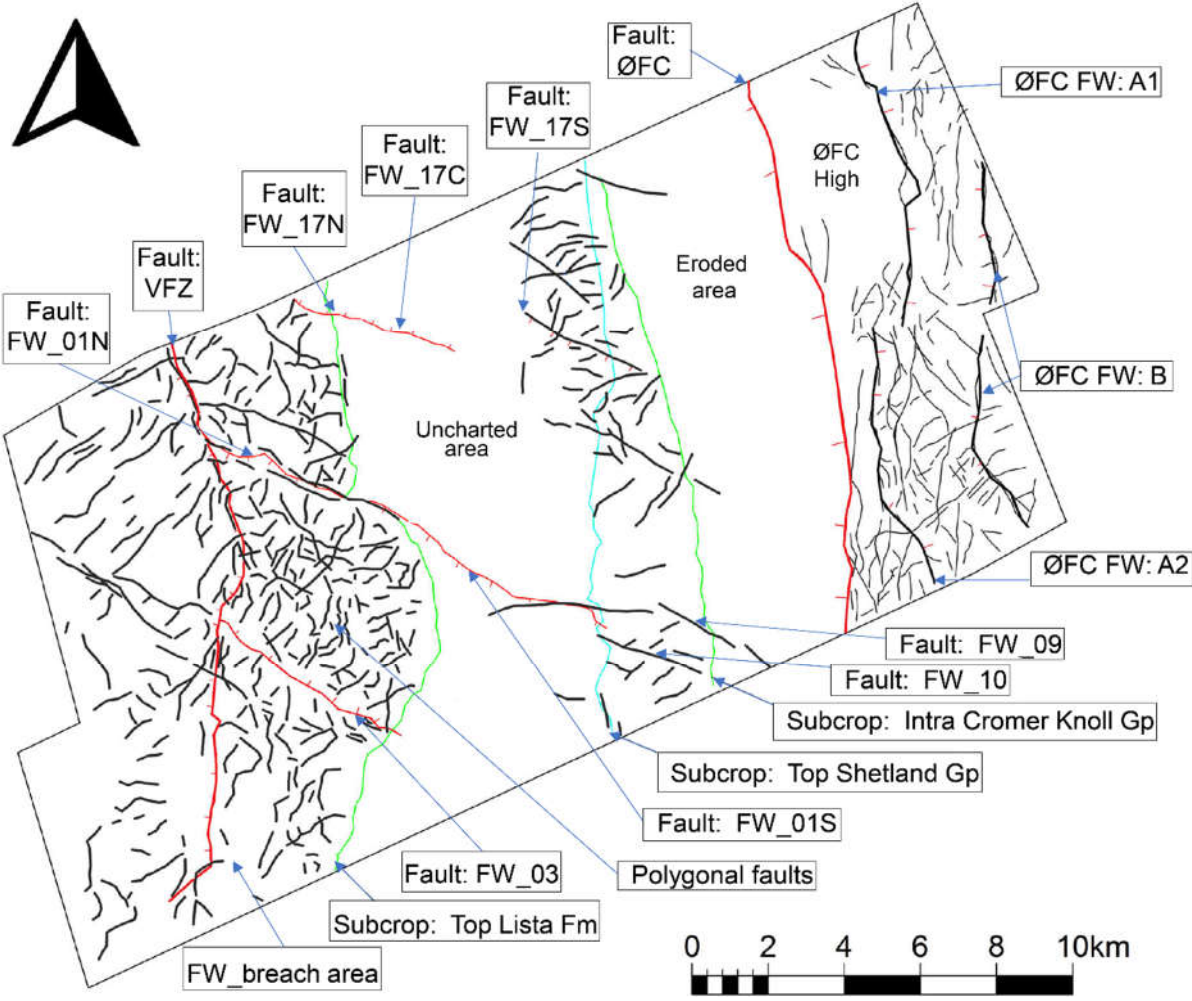 Fault:
ØFC
ØFC FW: A1
Fault:
FW_17S
Fault:
FW_17C
ØFC
High
Fault:
FW_17N
Fault:
VFZ
Eroded
area
Fault:
FW_01N
ØFC FW: B
Uncharted
area
ØFC FW: A2
Fault: FW_09
Fault: FW_10
Subcrop: Intra Cromer Knoll Gp
Subcrop: Top Shetland Gp
Fault: FW_01S
Polygonal faults
Fault: FW_03
Subcrop: Top Lista Fm
FW_breach area
0 2 4 6 8 10km